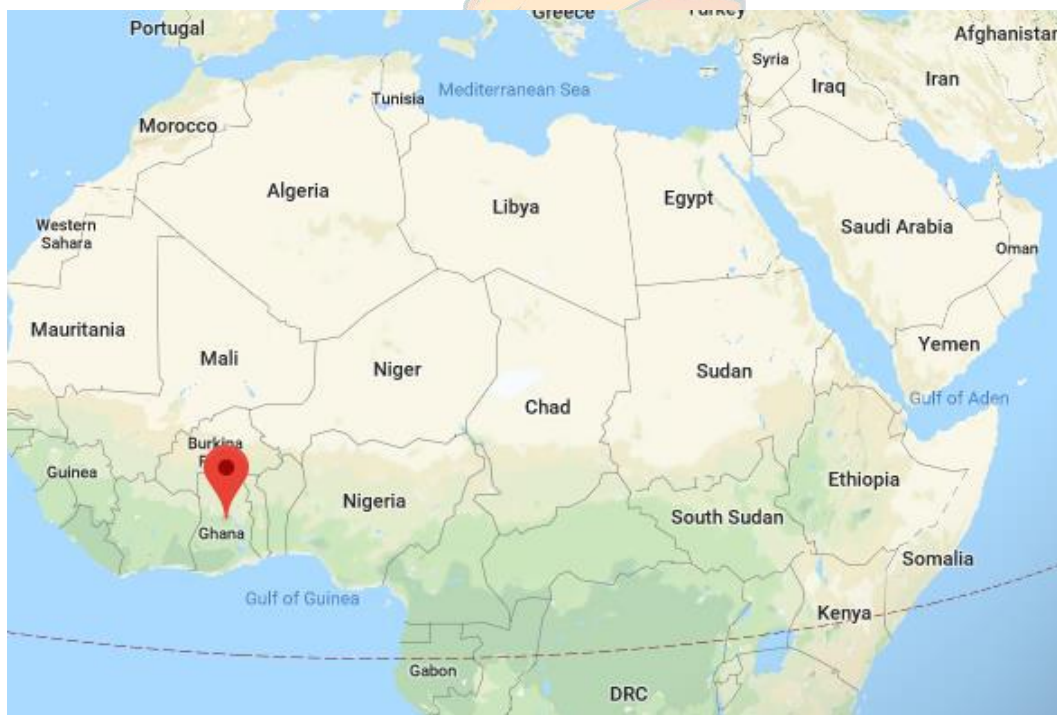 Greece
Turkey
Portugal
Afghanistan
Syria
Iran
Iraq
Mediterranean Sea
Tunisia
Morocco
Algeria
Libya
Egypt
Western
Sahara
Saudi Arabia
Oman
Mauritania
Mali
Niger
Chad
Sudan
Yemen
Gulf of Aden
Burkina
F
Guinea
Nigeria
Ethiopia
South Sudan
Ghana
Somalia
Gulf of Guinea
Kenya
Gabon
DRC